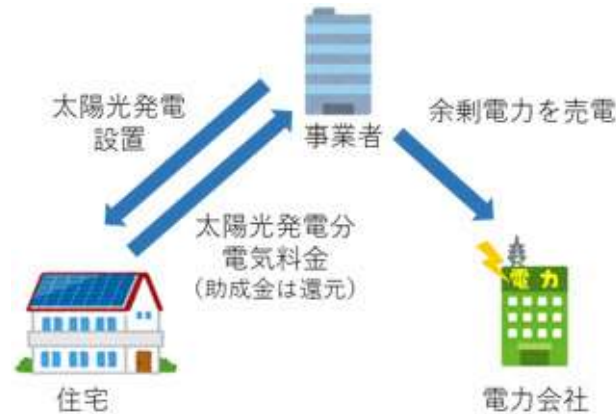 太陽光発電
設置
事業者
余剰電力を売電
太陽光発電分
電気料金
（助成金は還元）
電力
住宅
電力会社